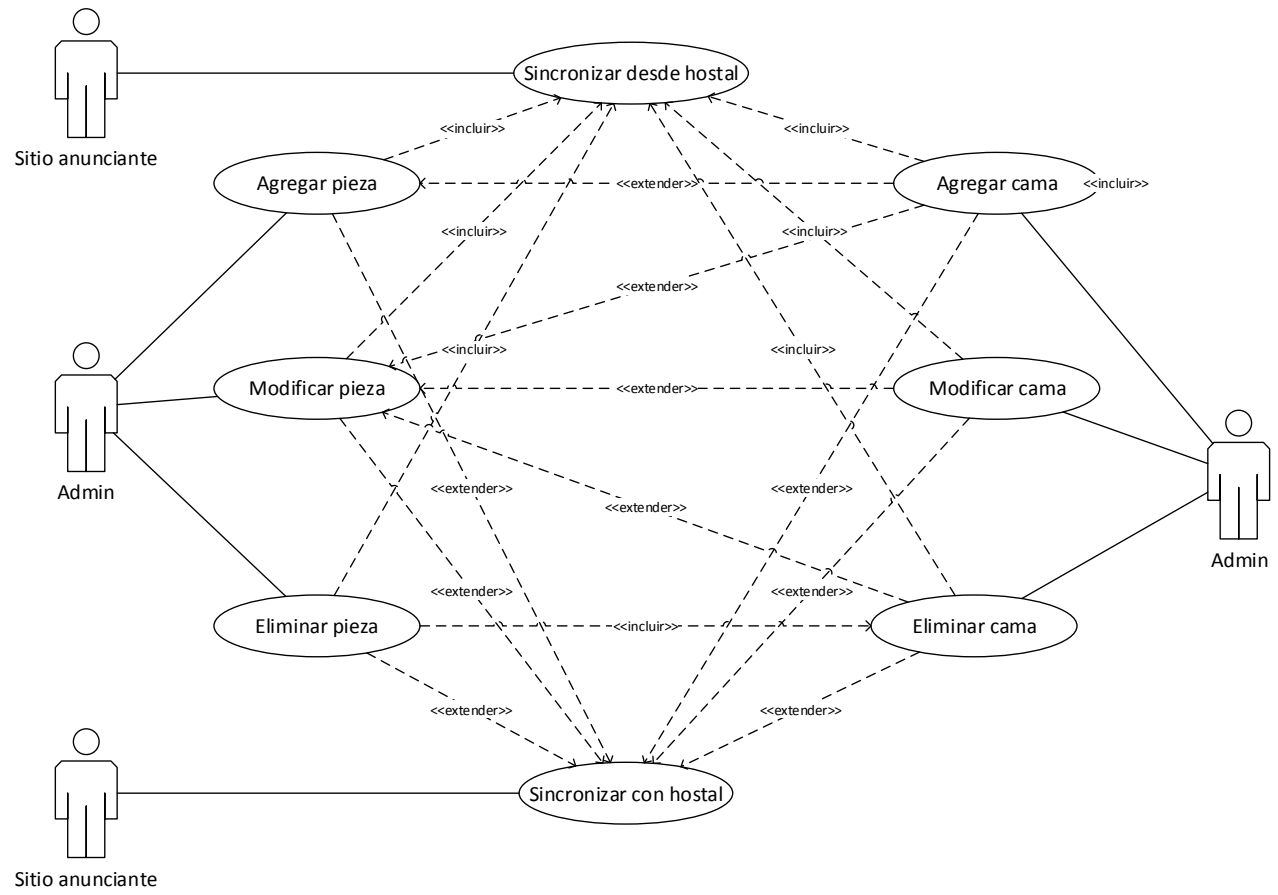 Sincronizar desde hostal
<<incluir>>
<<incluir>>
Sitio anunciante
Agregar pieza
<<extender>>
Agregar cama
<<incluir>>
<<incluir>>
<<incluir>>
<<extender>>
<<incluir>>
<<incluir>>
Modificar pieza
<<extender>>
Modificar cama
Admin
<<extender>>
<<extender>>
<<extender>>
Admin
<<extender>>
<<extender>>
Eliminar pieza
<<incluir>>
Eliminar cama
<<extender>>
<<extender>>
Sincronizar con hostal
Sitio anunciante